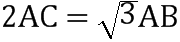 2AC = √3AB